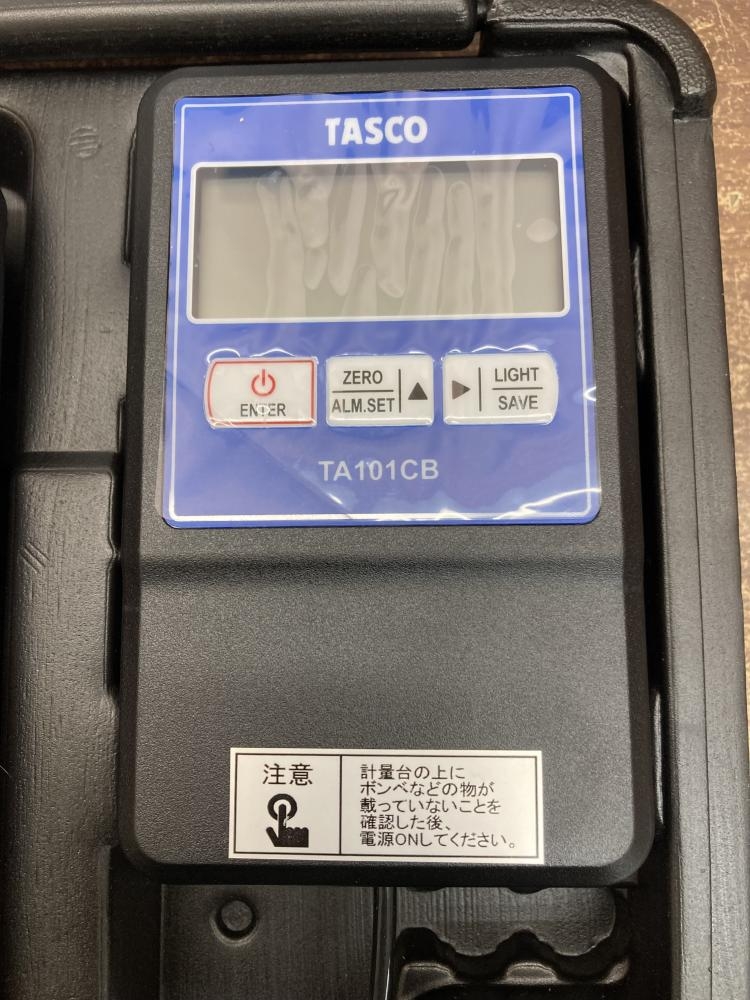 TASCO
ENTER
ZERO
ALM.SET
LIGHT
SAVE
TA101CB
注意
計量台の上に
ボンベなどの物が
載っていないことを
確認した後、
電源ONしてください。